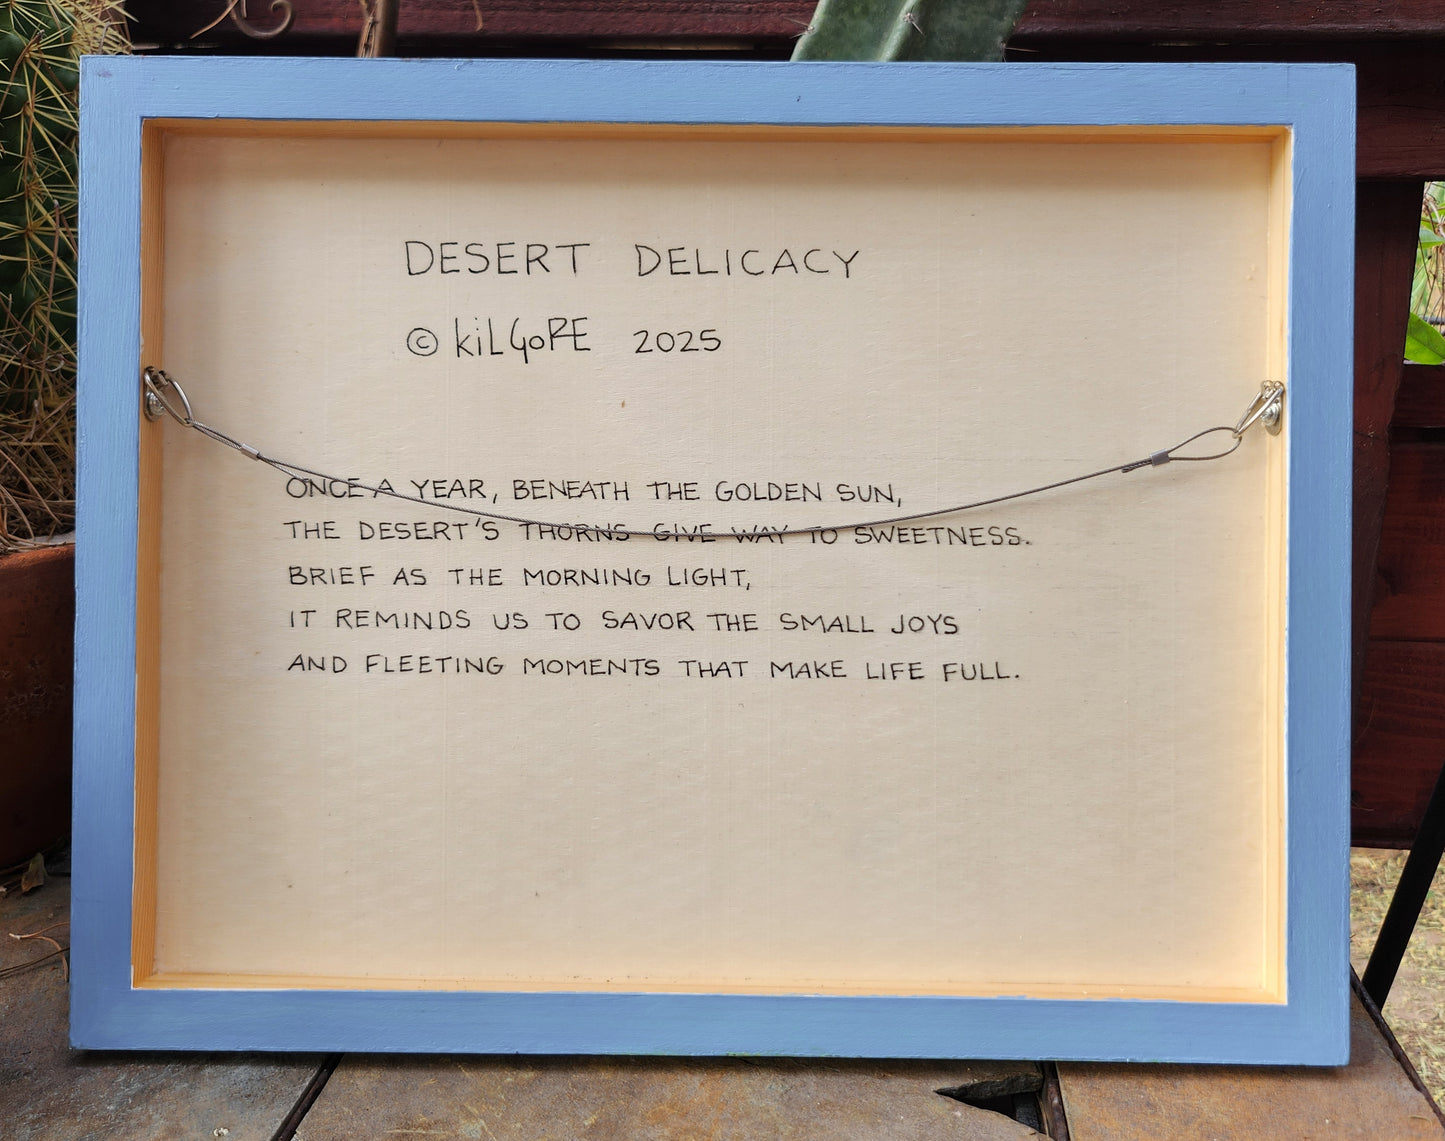 DESERT DELICACY
© kiLGoRE 2025
ONCE A YEAR, BENEATH THE GOLDEN SUN,
THE DESERT'S THORNS GIVE WAY TO SWEETNESS.
BRIEF AS THE MORNING LIGHT,
IT REMINDS US TO SAVOR THE SMALL JOYS
AND FLEETING MOMENTS THAT MAKE LIFE FULL.